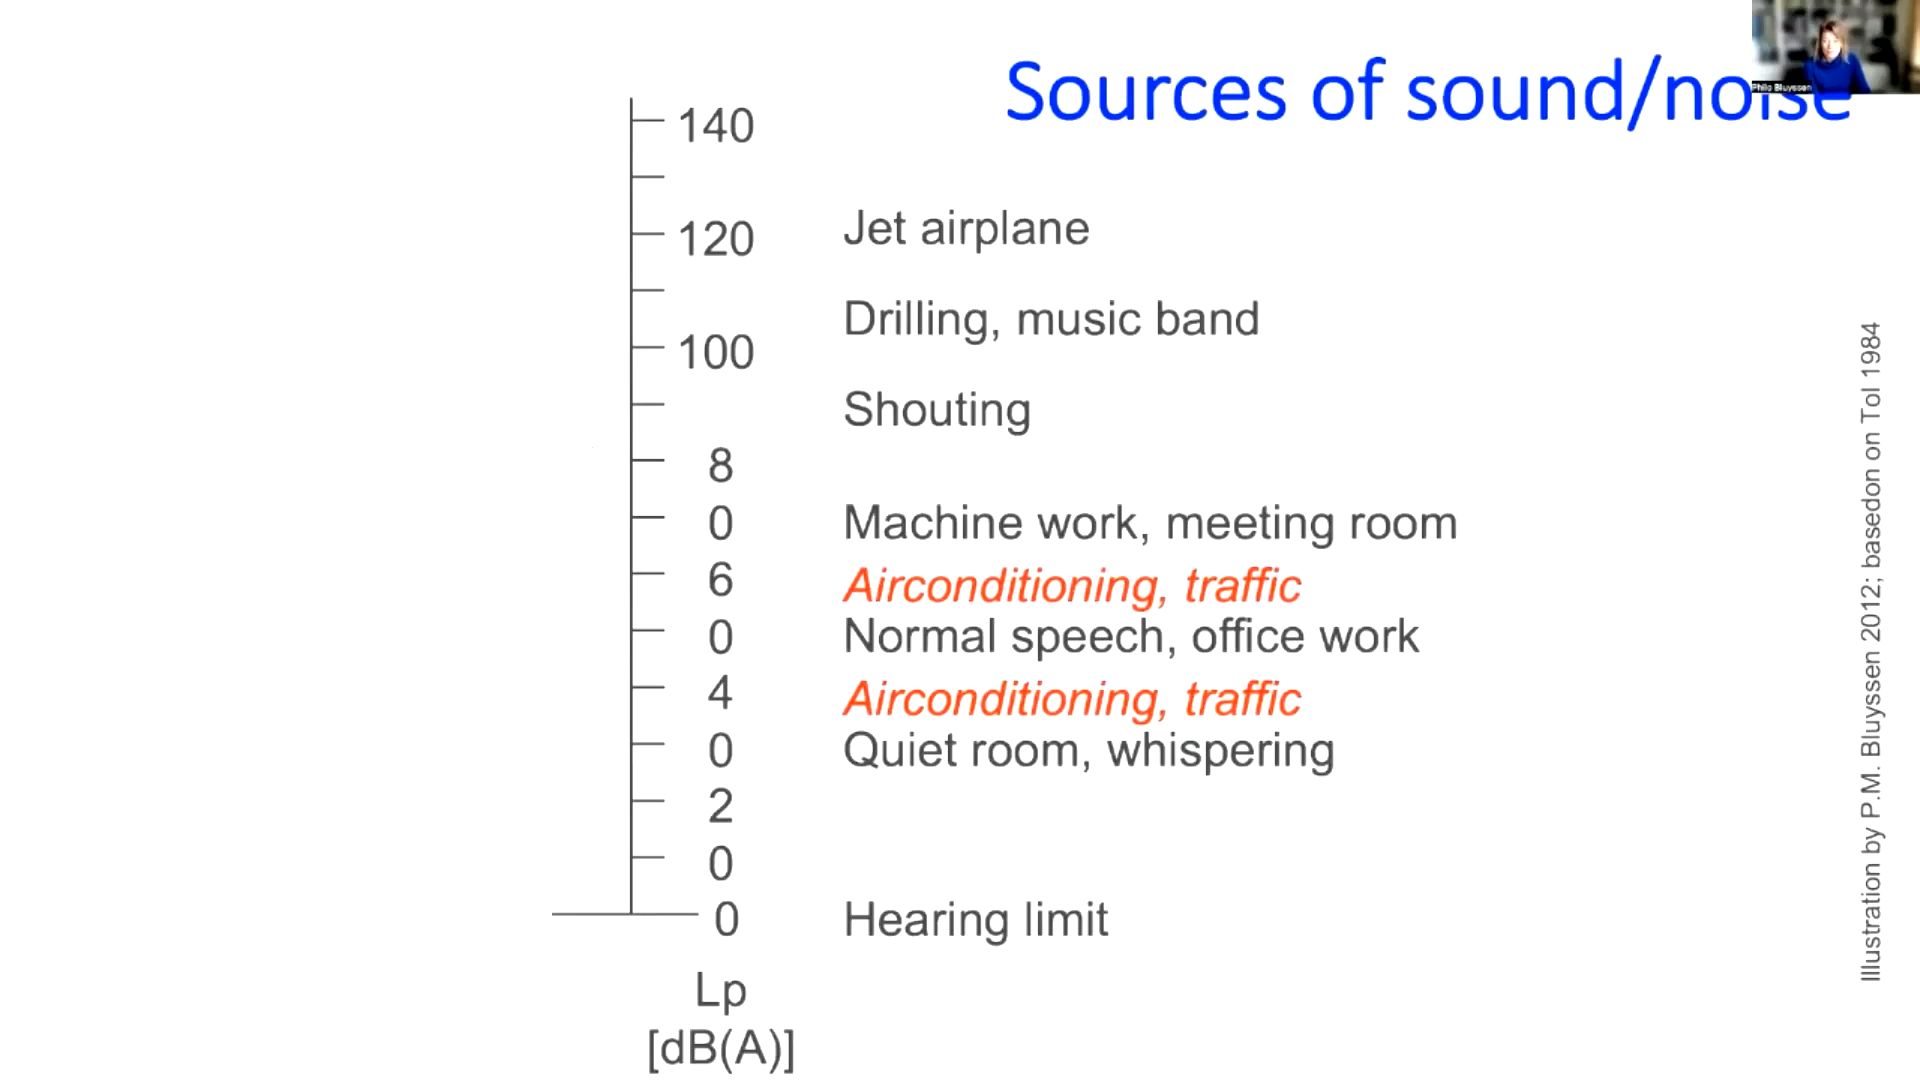 Sources of sound/noise
Philo Bluyssen
140
120 Jet airplane
Drilling, music band
100
Shouting
8
0 Machine work, meeting room
6 Airconditioning, traffic
0 Normal speech, office work
4 Airconditioning, traffic
0 Quiet room, whispering
2
0
0 Hearing limit
Lp
[dB(A)]
Illustration by P.M. Bluyssen 2012; basedon on Tol 1984